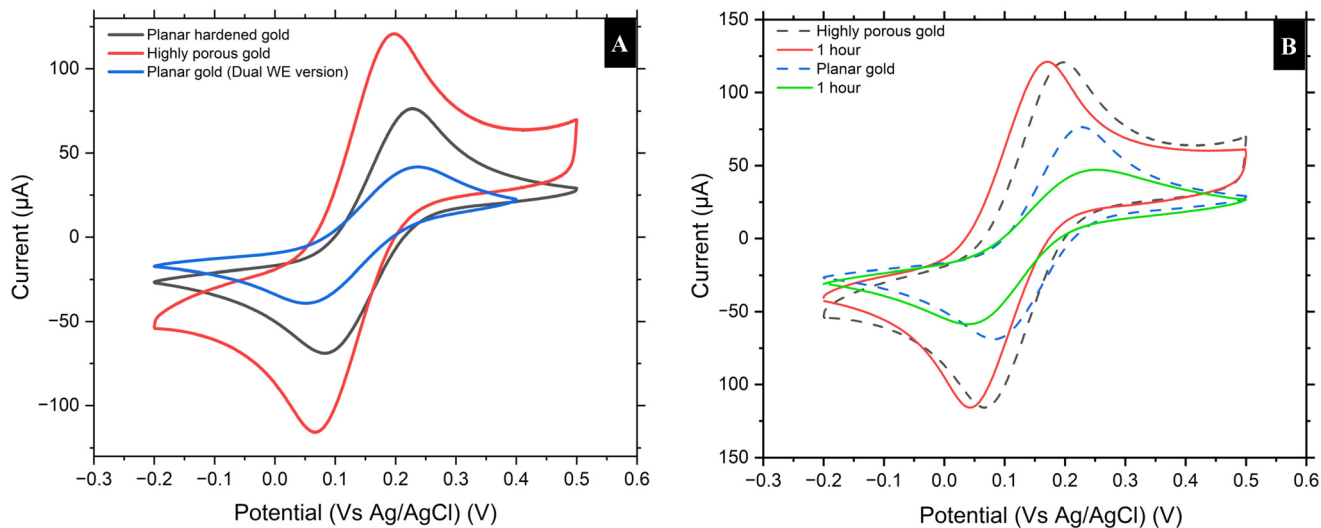 A
Planar hardened gold
Highly porous gold
Planar gold (Dual WE version)
100
50
0
−50
−100
Current (µA)
−0.3 −0.2 −0.1 0.0 0.1 0.2 0.3 0.4 0.5 0.6
Potential (Vs Ag/AgCl) (V)
B
Highly porous gold
1 hour
Planar gold
1 hour
150
125
100
50
0
50
100
150
Current (µA)
−0.3 −0.2 −0.1 0.0 0.1 0.2 0.3 0.4 0.5 0.6
Potential (Vs Ag/AgCl) (V)